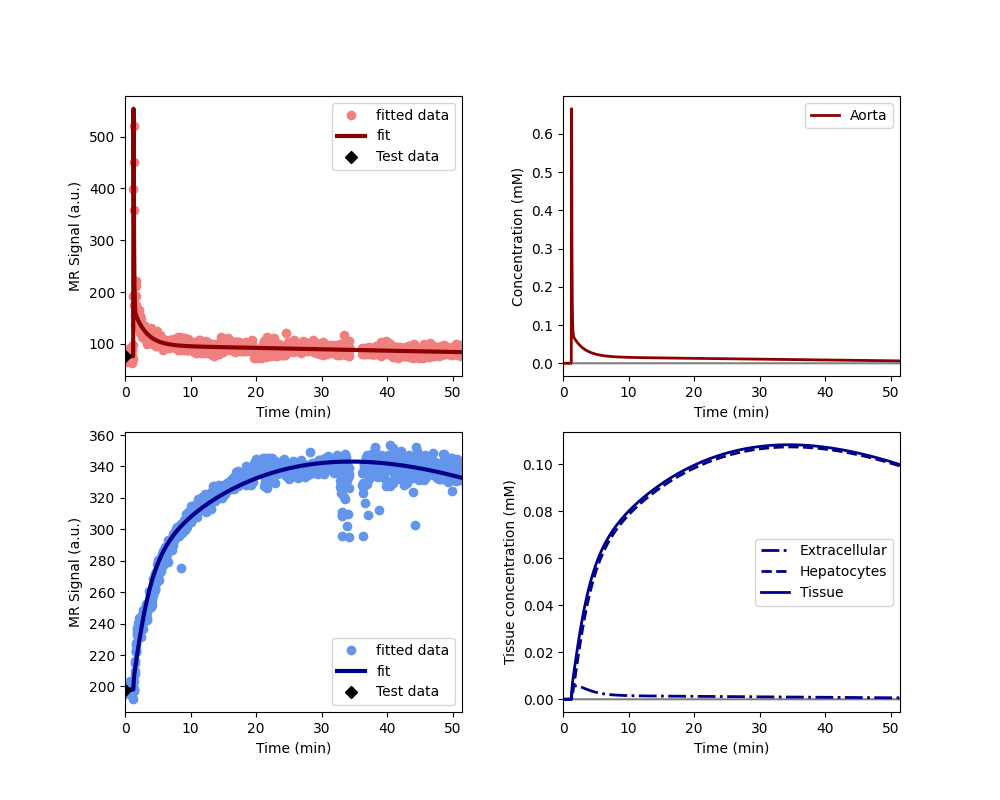 500
400
300
200
100
MR Signal (a.u.)
fitted data
fit
Test data
0 10 20 30 40 50
Time (min)
0.6
0.5
0.4
0.3
0.2
0.1
0.0
Concentration (mM)
Aorta
0 10 20 30 40 50
Time (min)
360
340
320
300
280
260
240
220
200
MR Signal (a.u.)
fitted data
fit
Test data
0 10 20 30 40 50
Time (min)
0.10
0.08
0.06
0.04
0.02
0.00
Tissue concentration (mM)
Extracellular
Hepatocytes
Tissue
0 10 20 30 40 50
Time (min)